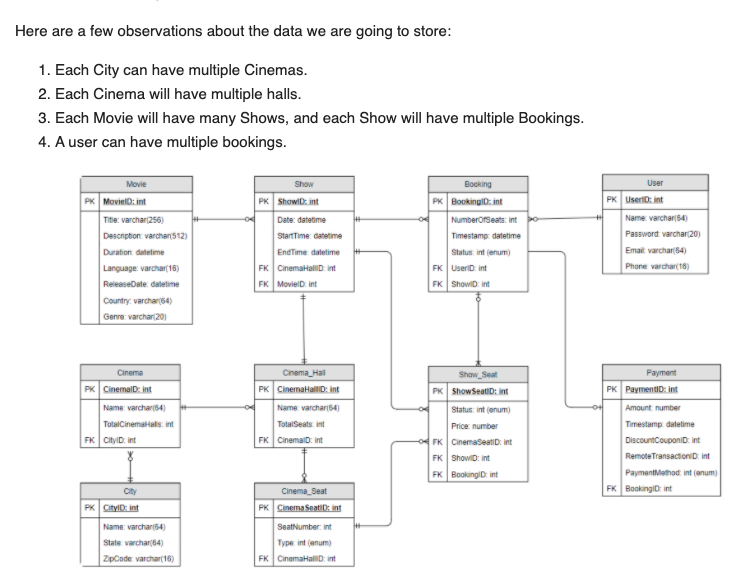 Here are a few observations about the data we are going to store:
1. Each City can have multiple Cinemas.
2. Each Cinema will have multiple halls.
3. Each Movie will have many Shows, and each Show will have multiple Bookings.
4. A user can have multiple bookings.
Movie
PK MovieID: int
Title: varchar(256)
Description: varchar(512)
Duration: datetime
Language: varchar(16)
ReleaseDate: datetime
Country: varchar(64)
Genre: varchar(20)
Show
PK ShowID: int
Date: datetime
StartTime: datetime
EndTime: datetime
FK CinemaHallID: int
FK MovieID: int
Booking
PK BookingID: int
NumberOfSeats: int
Timestamp: datetime
Status: int (enum)
FK UserID: int
FK ShowID: int
User
PK UserID: int
Name: varchar(64)
Password: varchar(20)
Email: varchar(64)
Phone: varchar(16)
Cinema
PK CinemaID: int
Name: varchar(64)
TotalCinemaHalls: int
FK CityID: int
Cinema_Hall
PK CinemaHallID: int
Name: varchar(64)
TotalSeats: int
FK CinemaID: int
Show_Seat
PK ShowSeatID: int
Status: int (enum)
Price: number
FK CinemaSeatID: int
FK ShowID: int
FK BookingID: int
Payment
PK PaymentID: int
Amount: number
Timestamp: datetime
DiscountCouponID: int
RemoteTransactionID: int
PaymentMethod: int (enum)
FK BookingID: int
City
PK CityID: int
Name: varchar(64)
State: varchar(64)
ZipCode: varchar(16)
Cinema_Seat
PK CinemaSeatID: int
SeatNumber: int
Type: int (enum)
FK CinemaHallID: int